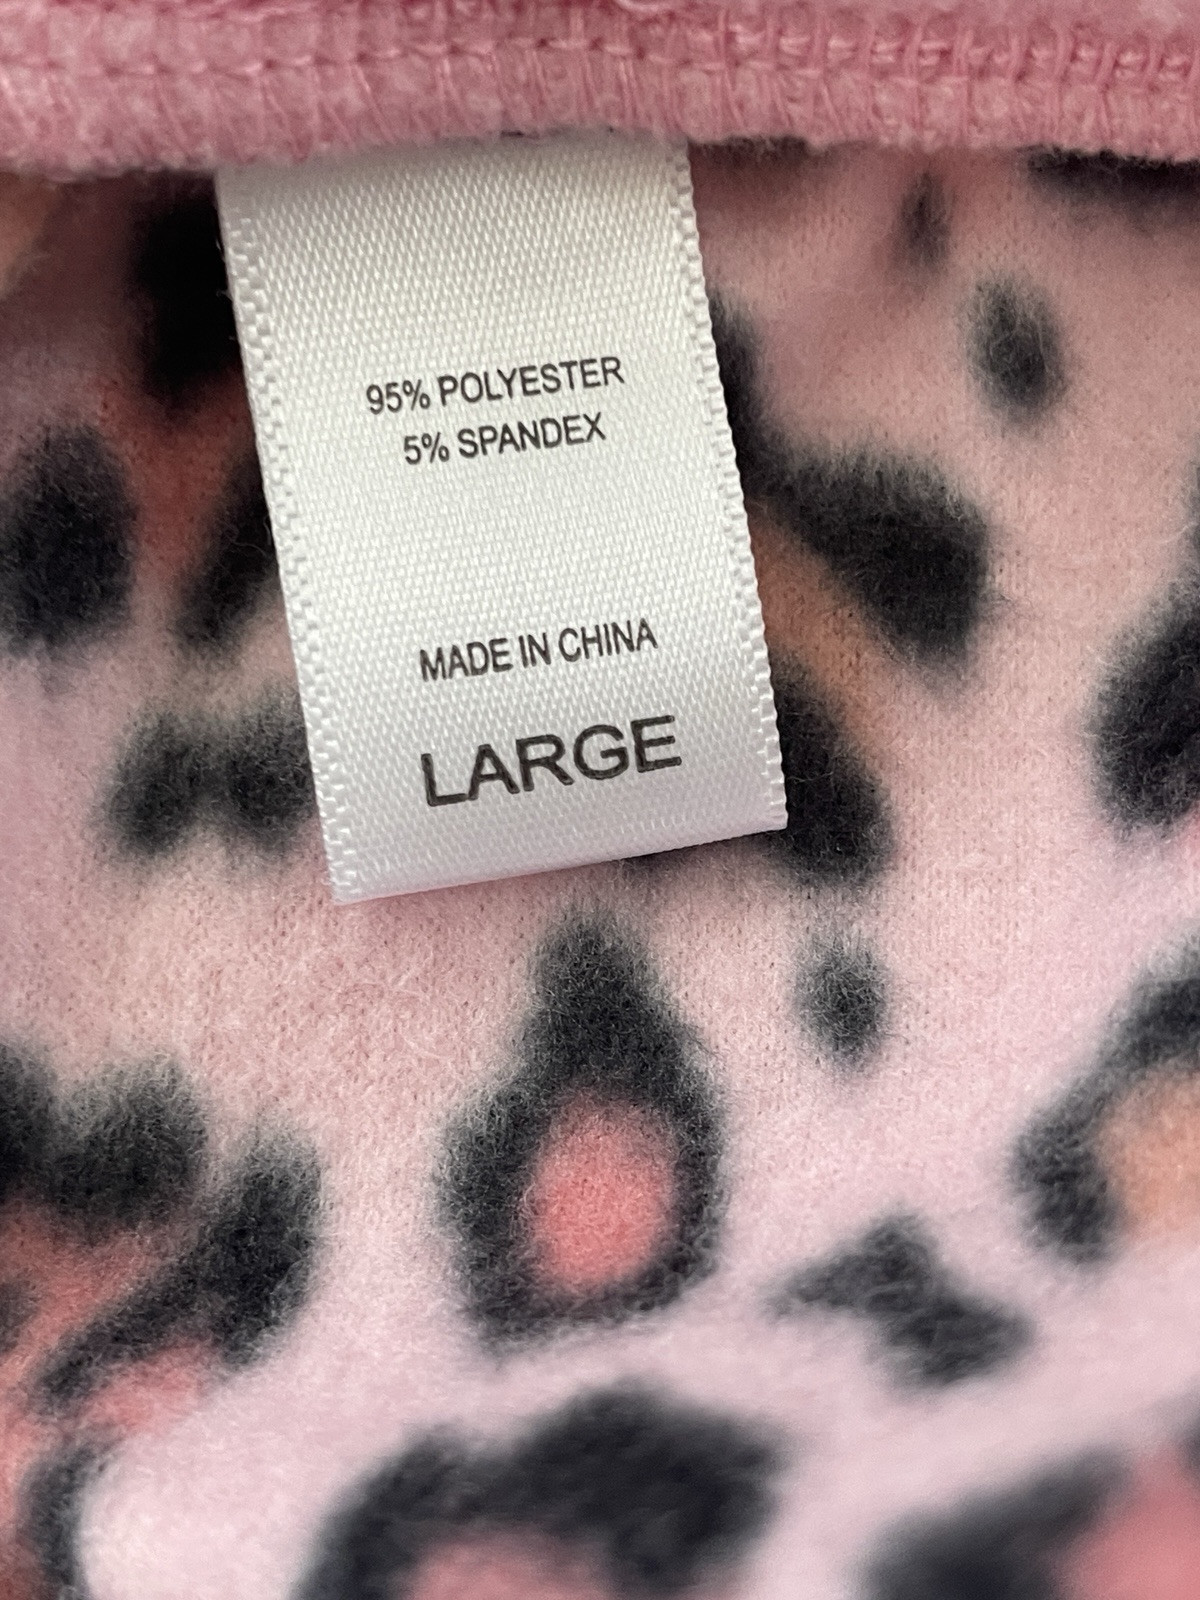 95% POLYESTER
5% SPANDEX
MADE IN CHINA
LARGE